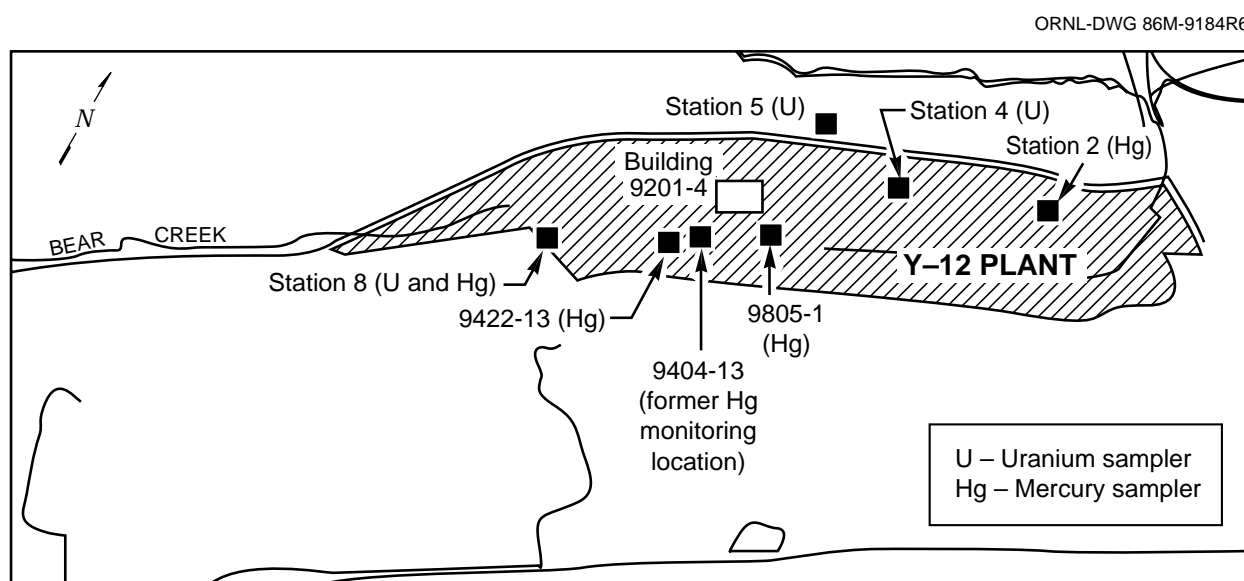 ORNL-DWG 86M-9184R6
N
Station 5 (U)
Station 4 (U)
Station 2 (Hg)
Building
9201-4
BEAR CREEK
Y–12 PLANT
Station 8 (U and Hg)
9422-13 (Hg)
9805-1
(Hg)
9404-13
(former Hg
monitoring
location)
U – Uranium sampler
Hg – Mercury sampler